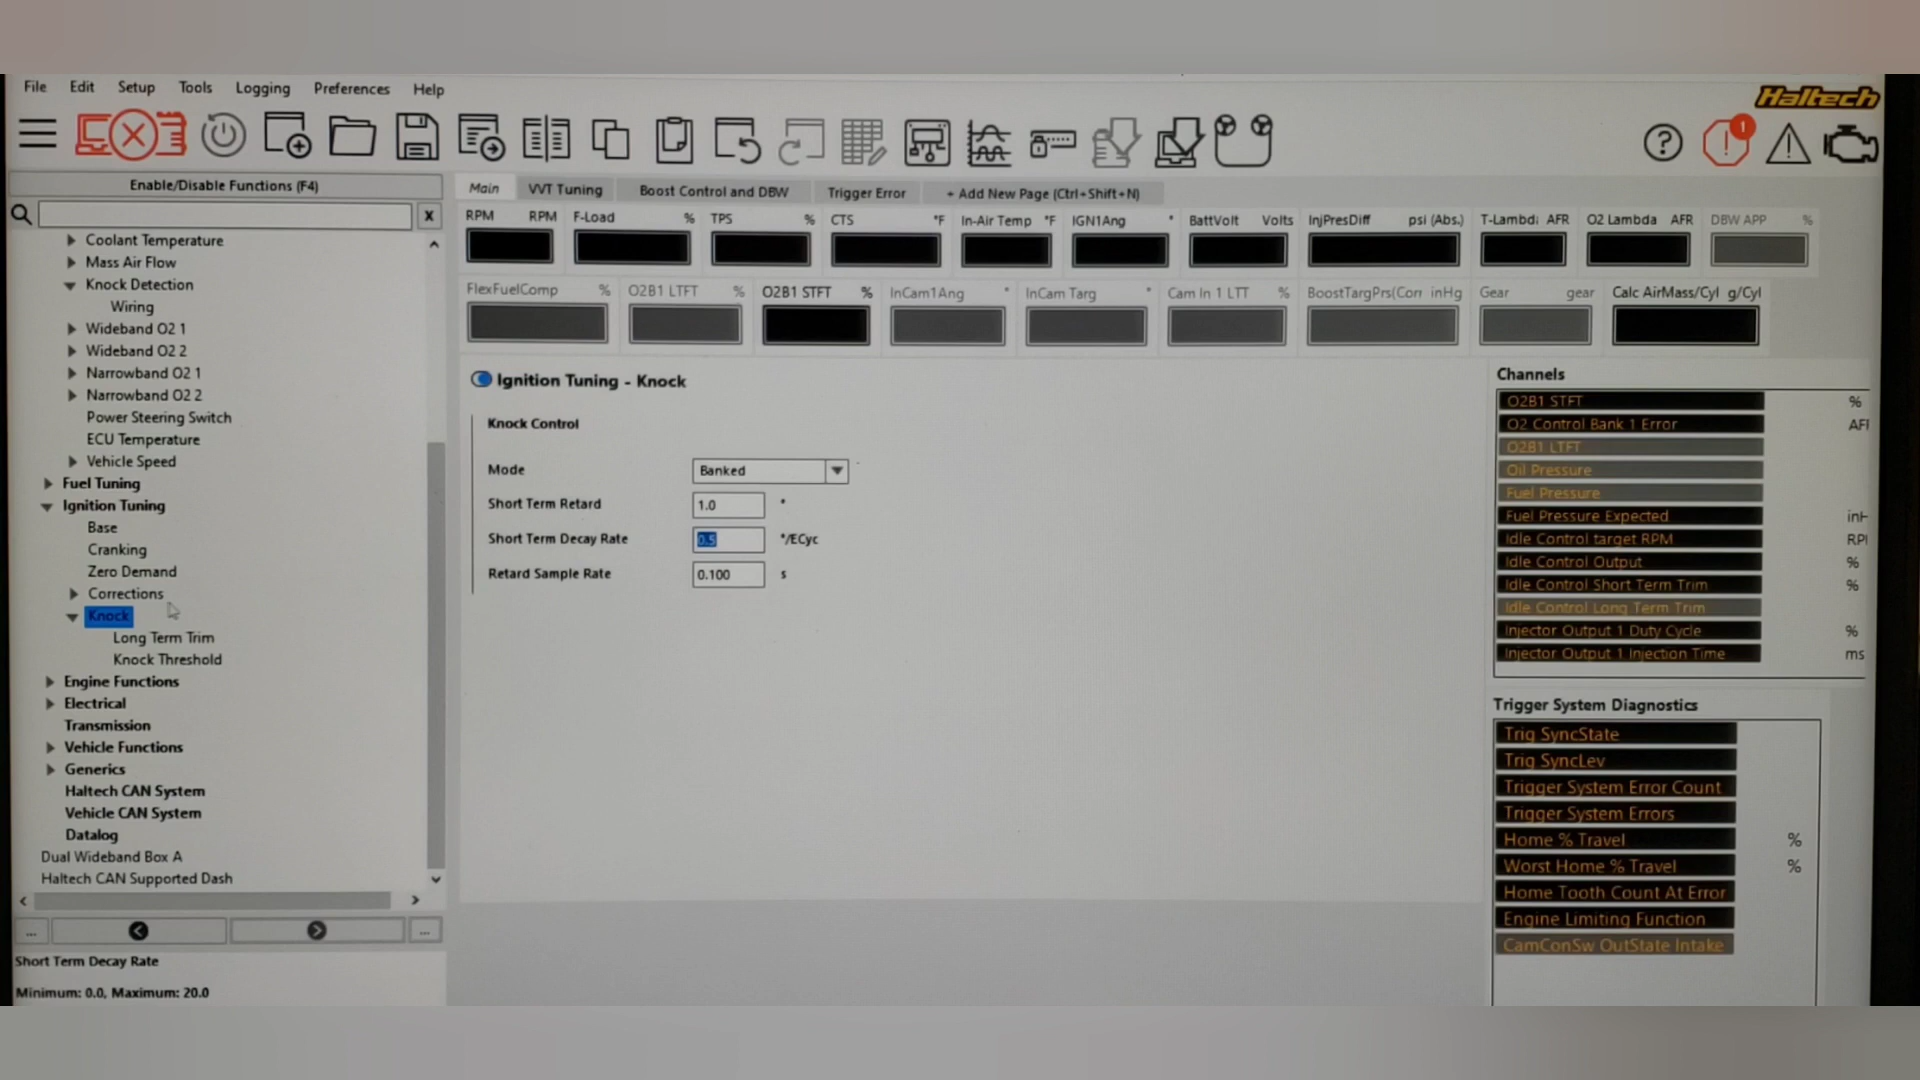 File Edit Setup Tools Logging Preferences Help
Haltech
1
Enable/Disable Functions (F4)
X
Coolant Temperature
Mass Air Flow
Knock Detection
Wiring
Wideband O2 1
Wideband O2 2
Narrowband O2 1
Narrowband O2 2
Power Steering Switch
ECU Temperature
Vehicle Speed
Fuel Tuning
Ignition Tuning
Base
Cranking
Zero Demand
Corrections
Knock
Long Term Trim
Knock Threshold
Engine Functions
Electrical
Transmission
Vehicle Functions
Generics
Haltech CAN System
Vehicle CAN System
Datalog
Dual Wideband Box A
Haltech CAN Supported Dash
... ...
Short Term Decay Rate
Minimum: 0.0, Maximum: 20.0
Main VVT Tuning Boost Control and DBW Trigger Error + Add New Page (Ctrl+Shift+N)
RPM RPM F-Load % TPS % CTS °F In-Air Temp °F IGN1Ang ° BattVolt Volts InjPresDiff psi (Abs.) T-Lambd: AFR O2 Lambda AFR DBW APP %
FlexFuelComp % O2B1 LTFT % O2B1 STFT % InCam1Ang ° InCam Targ ° Cam In 1 LTT % BoostTargPrs(Corr inHg Gear gear Calc AirMass/Cyl g/Cyl
Ignition Tuning - Knock
Knock Control
Mode Banked
Short Term Retard 1.0 °
Short Term Decay Rate 0.5 °/ECyc
Retard Sample Rate 0.100 s
Channels
O2B1 STFT %
O2 Control Bank 1 Error AFI
O2B1 LTFT
Oil Pressure
Fuel Pressure
Fuel Pressure Expected inH
Idle Control target RPM RPI
Idle Control Output %
Idle Control Short Term Trim %
Idle Control Long Term Trim
Injector Output 1 Duty Cycle %
Injector Output 1 Injection Time ms
Trigger System Diagnostics
Trig SyncState
Trig SyncLev
Trigger System Error Count
Trigger System Errors
Home % Travel %
Worst Home % Travel %
Home Tooth Count At Error
Engine Limiting Function
CamConSw OutState Intake